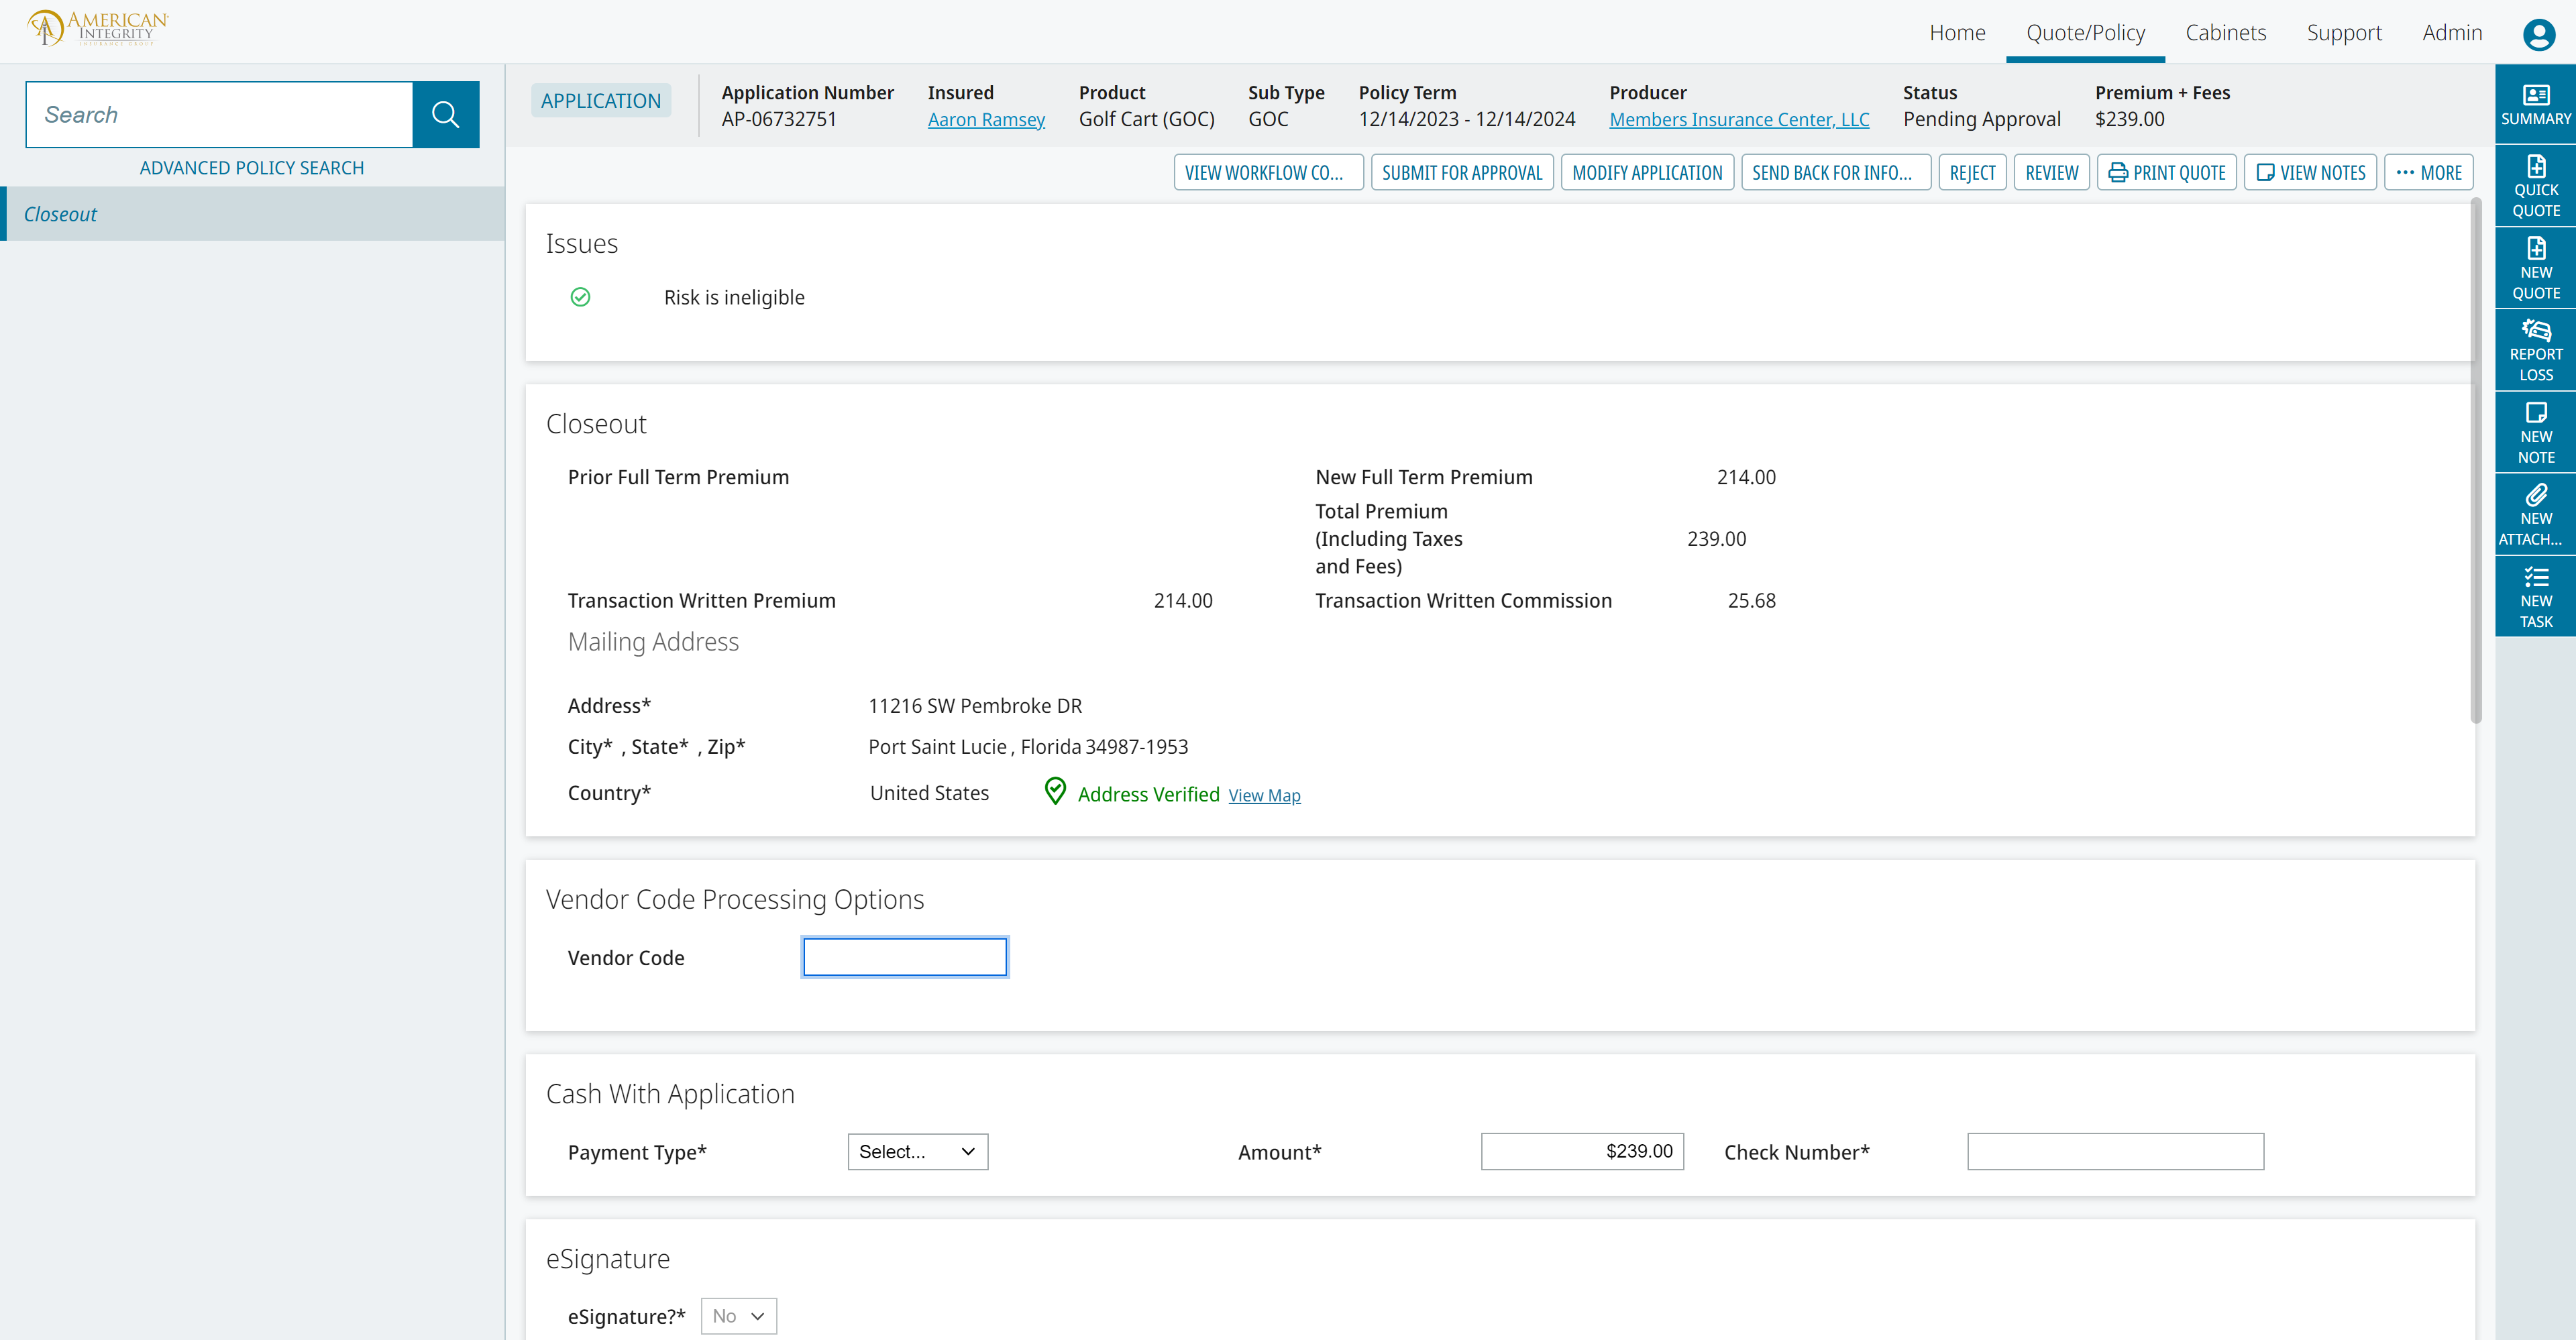 AMERICAN
INTEGRITY
INSURANCE GROUP
Home
Quote/Policy
Cabinets
Support
Admin
Search
ADVANCED POLICY SEARCH
Closeout
APPLICATION
Application Number
AP-06732751
Insured
Aaron Ramsey
Product
Golf Cart (GOC)
Sub Type
GOC
Policy Term
12/14/2023 - 12/14/2024
Producer
Members Insurance Center, LLC
Status
Pending Approval
Premium + Fees
$239.00
VIEW WORKFLOW CO...
SUBMIT FOR APPROVAL
MODIFY APPLICATION
SEND BACK FOR INFO...
REJECT
REVIEW
PRINT QUOTE
VIEW NOTES
MORE
Issues
Risk is ineligible
Closeout
Prior Full Term Premium
New Full Term Premium 214.00
Total Premium
(Including Taxes 239.00
and Fees)
Transaction Written Premium 214.00
Transaction Written Commission 25.68
Mailing Address
Address* 11216 SW Pembroke DR
City* , State* , Zip* Port Saint Lucie , Florida 34987-1953
Country* United States Address Verified View Map
Vendor Code Processing Options
Vendor Code
Cash With Application
Payment Type* Select... Amount* $239.00 Check Number*
eSignature
eSignature?* No
SUMMARY
QUICK
QUOTE
NEW
QUOTE
REPORT
LOSS
NEW
NOTE
NEW
ATTACH...
NEW
TASK